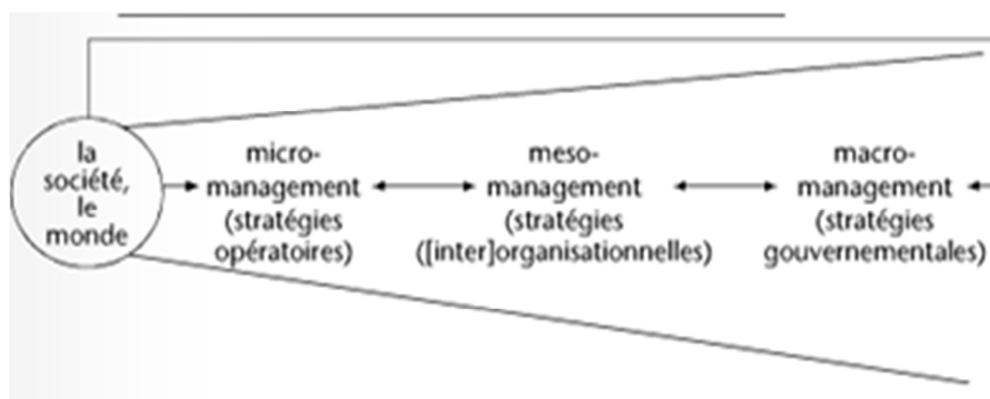 la
société,
le
monde
micro-
management
(stratégies
opératoires)
meso-
management
(stratégies
([inter]organisationnelles)
macro-
management
(stratégies
gouvernementales)